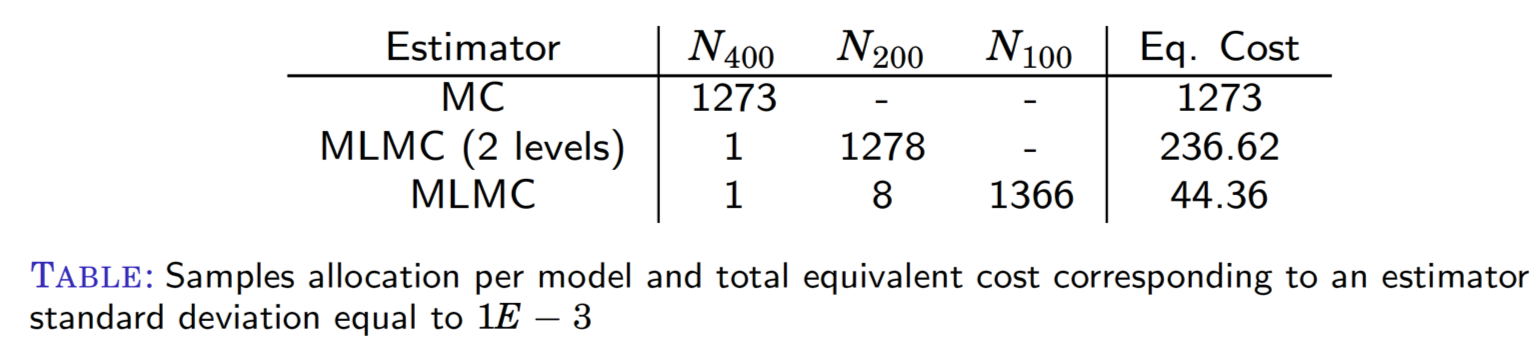 Estimator N400 N200 N100 Eq. Cost
MC 1273 - - 1273
MLMC (2 levels) 1 1278 - 236.62
MLMC 1 8 1366 44.36
TABLE: Samples allocation per model and total equivalent cost corresponding to an estimator
standard deviation equal to 1E − 3